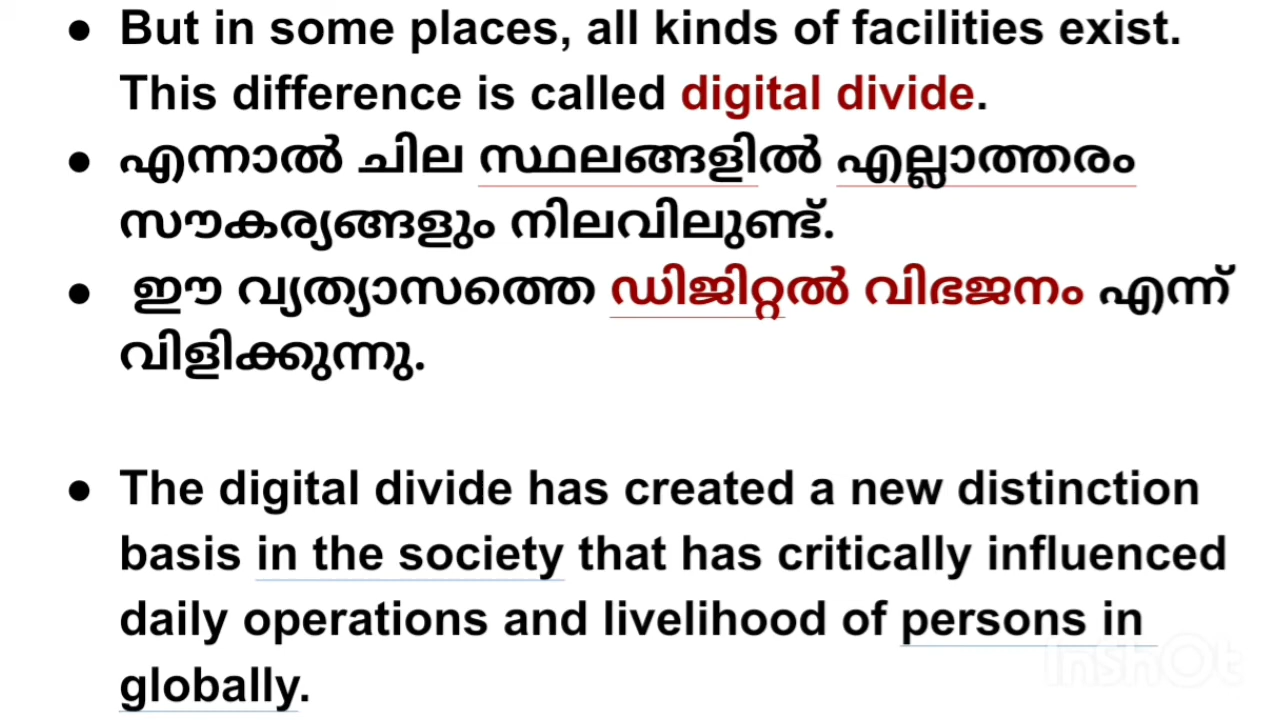 ● But in some places, all kinds of facilities exist.
This difference is called digital divide.
● എന്നാൽ ചില സ്ഥലങ്ങളിൽ എല്ലാത്തരം
സൗകര്യങ്ങളും നിലവിലുണ്ട്.
● ഈ വ്യത്യാസത്തെ ഡിജിറ്റൽ വിഭജനം എന്ന്
വിളിക്കുന്നു.
● The digital divide has created a new distinction
basis in the society that has critically influenced
daily operations and livelihood of persons in
globally.
InShOt